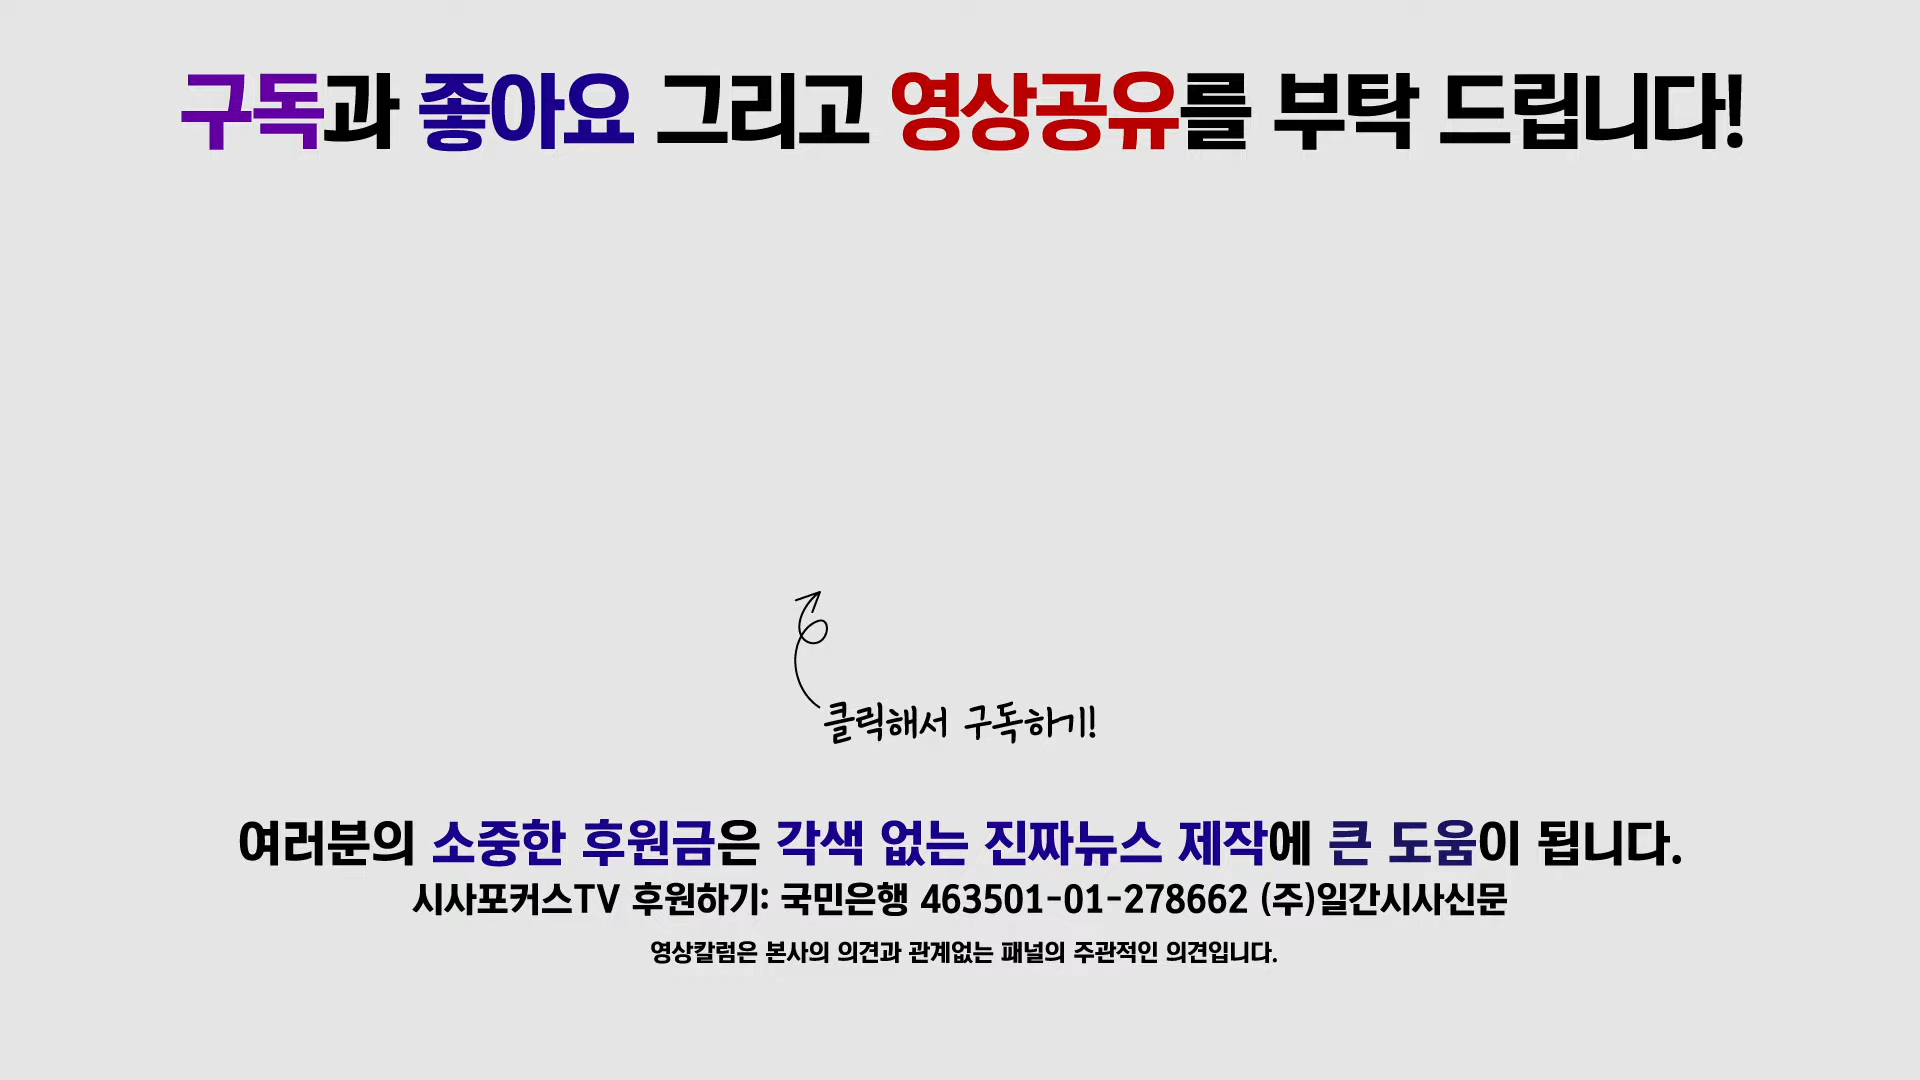 구독과 좋아요 그리고 영상공유를 부탁 드립니다!
클릭해서 구독하기!
여러분의 소중한 후원금은 각색 없는 진짜뉴스 제작에 큰 도움이 됩니다.
시사포커스TV 후원하기: 국민은행 463501-01-278662 (주)일간시사신문
영상칼럼은 본사의 의견과 관계없는 패널의 주관적인 의견입니다.